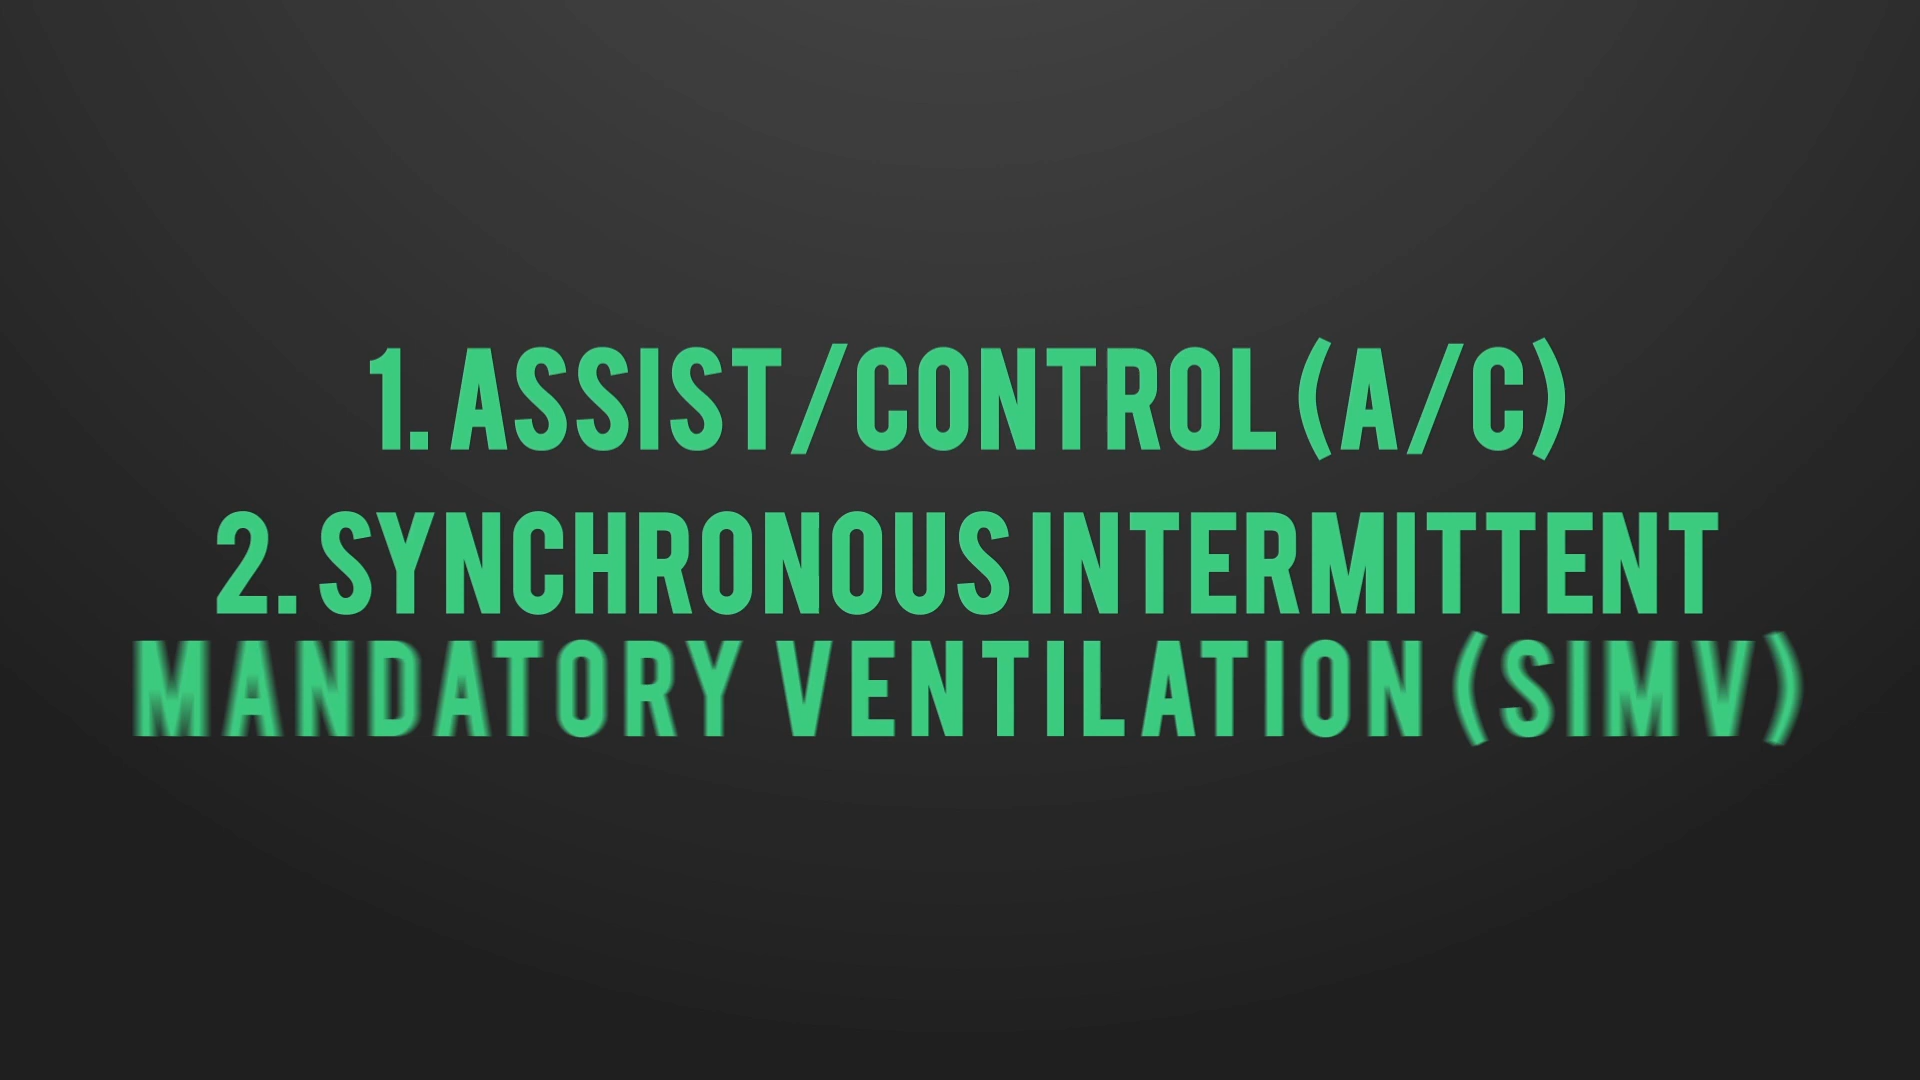 1. ASSIST/CONTROL (A/C)
2. SYNCHRONOUS INTERMITTENT
MANDATORY VENTILATION (SIMV)